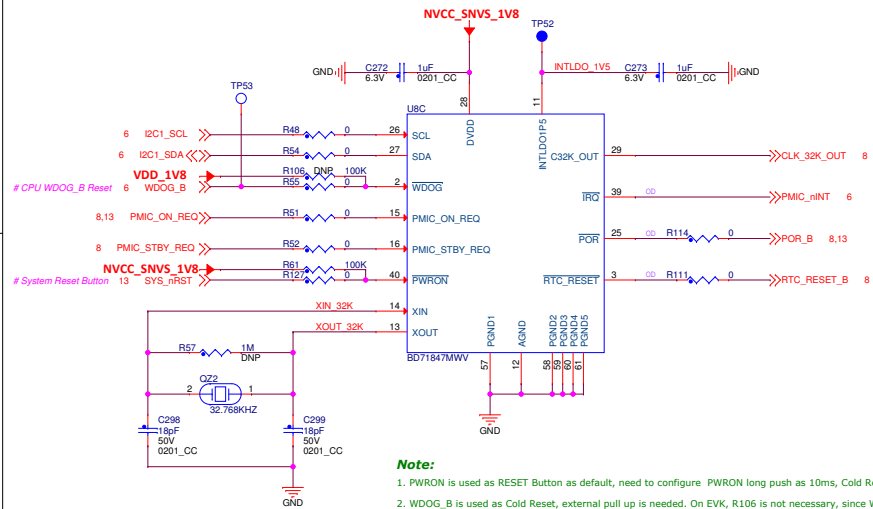 NVCC_SNVS_1V8
TP52
GND
C272
6.3V
1uF
0201_CC
INTLDO_1V5
C273
6.3V
1uF
0201_CC
GND
TP53
28
11
U8C
DVDD
INTLDO1P5
6 I2C1_SCL
R48 0
26 SCL
C32K_OUT 29
CLK_32K_OUT 8
6 I2C1_SDA
R54 0
27 SDA
VDD_1V8
R106 DNP 100K
# CPU WDOG_B Reset 6 WDOG_B
R55 0
2 WDOG
IRQ 39 OD
PMIC_nINT 6
8,13 PMIC_ON_REQ
R51 0
15 PMIC_ON_REQ
POR 25 OD
R114 0
POR_B 8,13
8 PMIC_STBY_REQ
R52 0
16 PMIC_STBY_REQ
NVCC_SNVS_1V8
R61 100K
# System Reset Button 13 SYS_nRST
R127 0
40 PWRON
RTC_RESET 3 OD
R111 0
RTC_RESET_B 8
XIN_32K
14 XIN
XOUT_32K
13 XOUT
PGND1
AGND
PGND2
PGND3
PGND4
PGND5
BD71847MWV
57
12
58
59
60
61
GND
R57 1M
DNP
QZ2
2 1
32.768KHZ
C298
18pF
50V
0201_CC
C299
18pF
50V
0201_CC
GND
Note:
1. PWRON is used as RESET Button as default, need to configure PWRON long push as 10ms, Cold
2. WDOG_B is used as Cold Reset, external pull up is needed. On EVK, R106 is not necessary, since